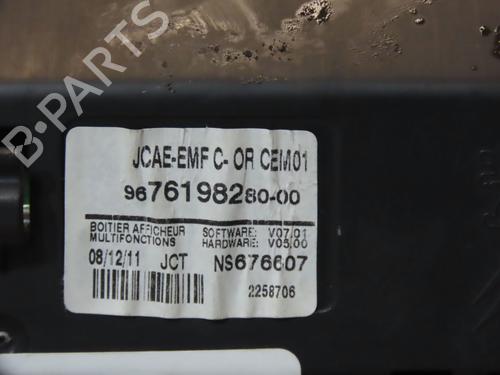 JCAE-EMF C- OR CEM01
9676198280-00
BOITIER AFFICHEUR SOFTWARE: V07.01
MULTIFONCTIONS HARDWARE: V05.00
08/12/11 JCT NS676607
2258706
B-PARTS